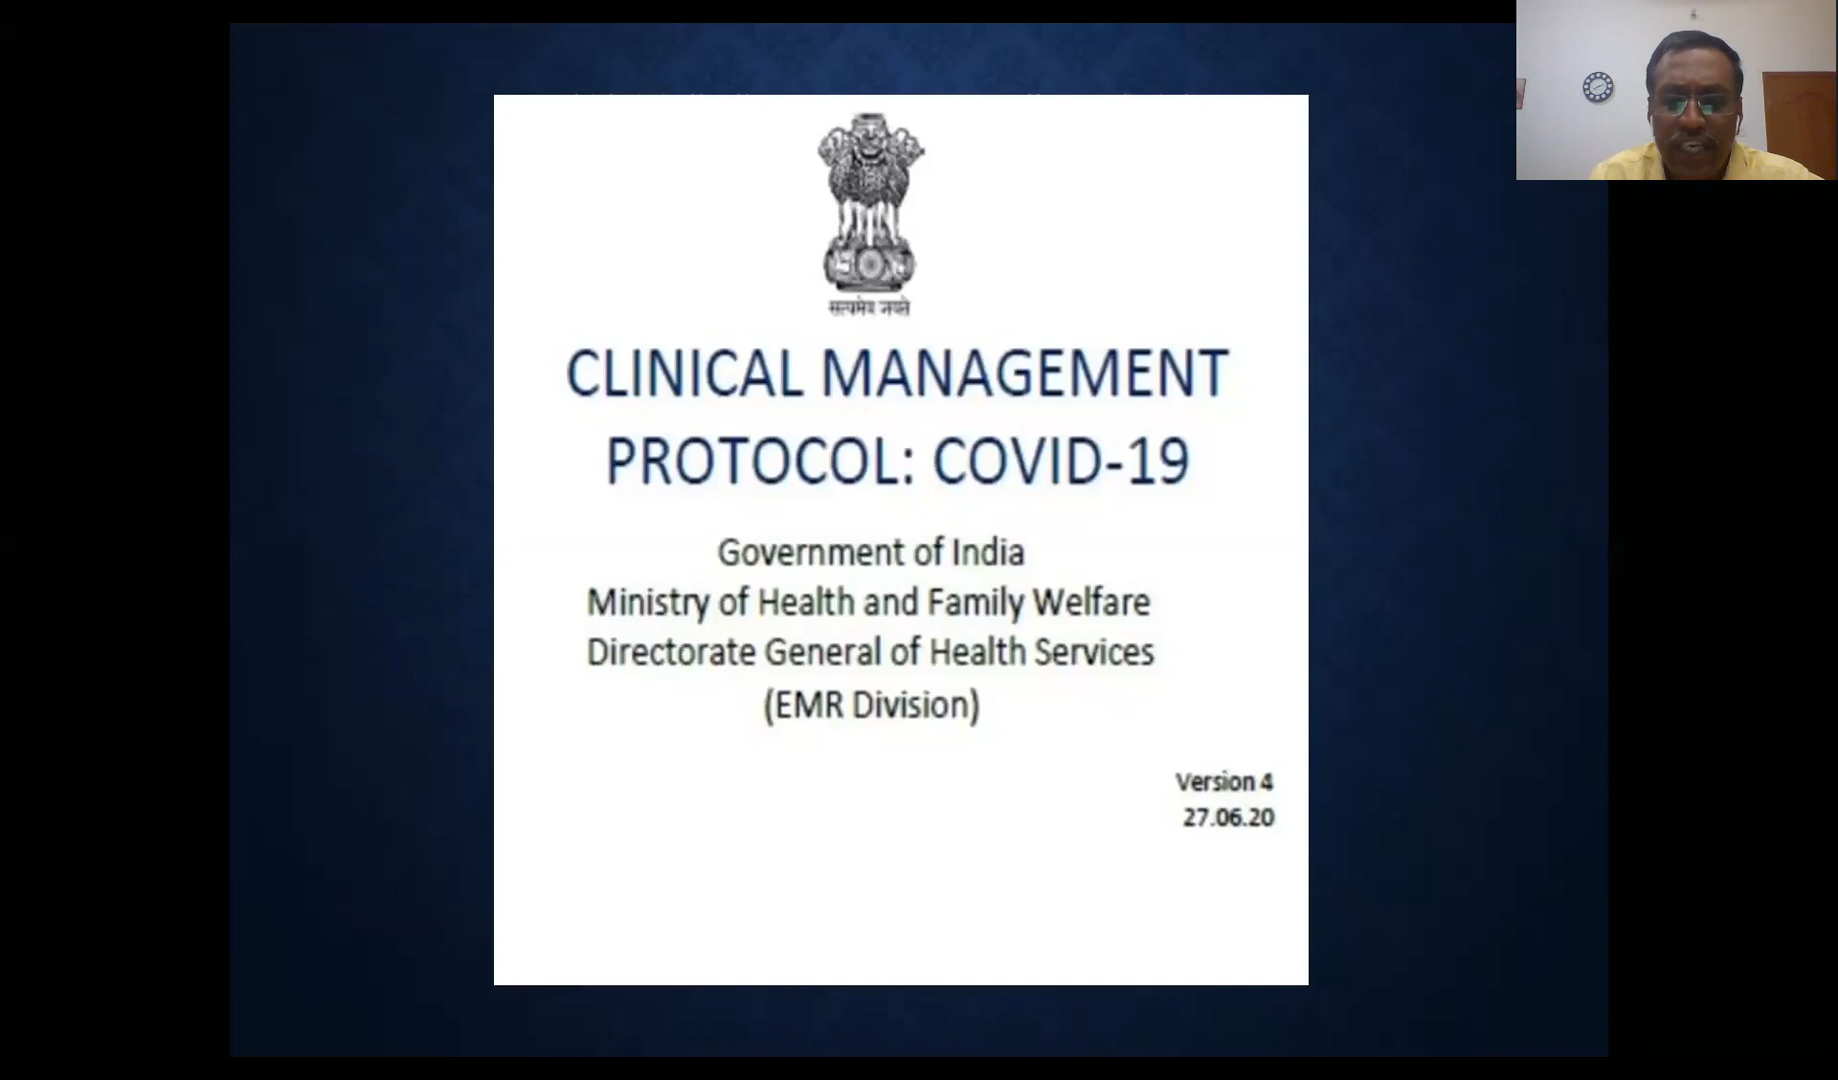 सत्यमेव जयते
CLINICAL MANAGEMENT
PROTOCOL: COVID-19
Government of India
Ministry of Health and Family Welfare
Directorate General of Health Services
(EMR Division)
Version 4
27.06.20